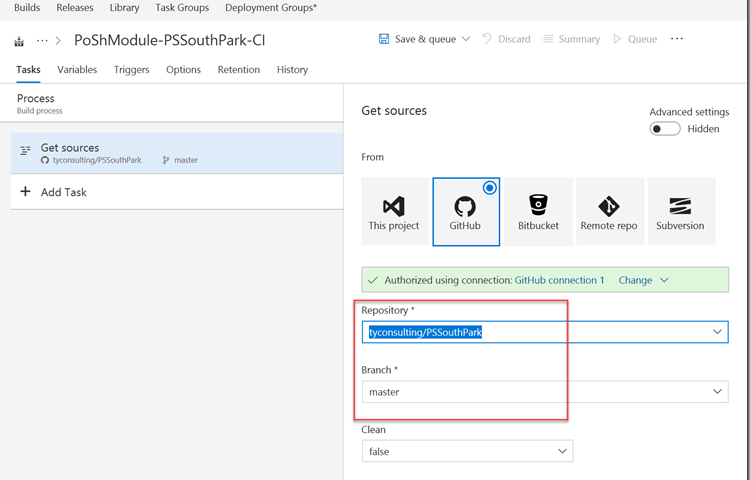 Builds Releases Library Task Groups Deployment Groups*
··· > PoShModule-PSSouthPark-CI Save & queue Discard Summary Queue ···
Tasks Variables Triggers Options Retention History
Process
Build process
Get sources
tyconsulting/PSSouthPark master
+ Add Task
Get sources
Advanced settings
Hidden
From
This project GitHub Bitbucket Remote repo Subversion
Authorized using connection: GitHub connection 1 Change
Repository *
tyconsulting/PSSouthPark
Branch *
master
Clean
false